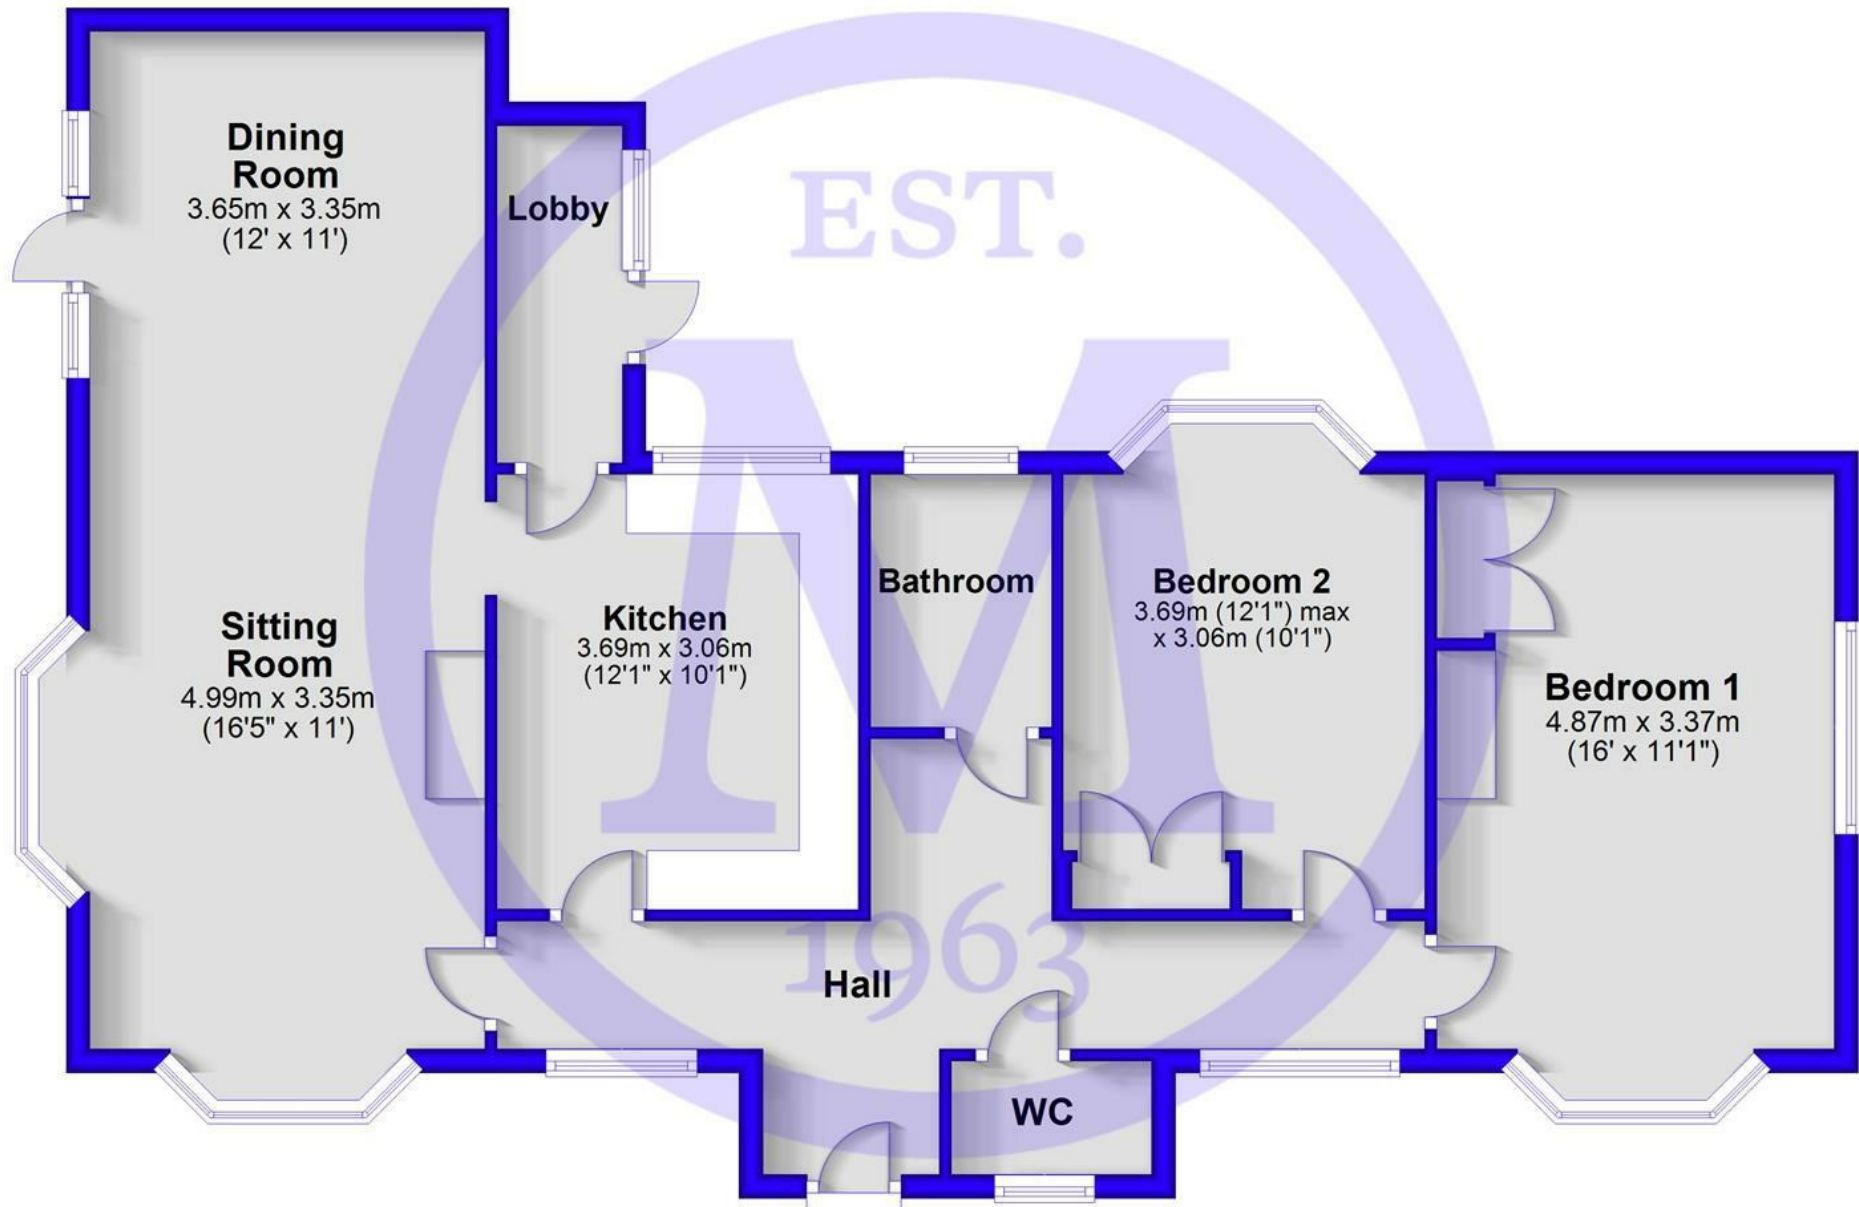 Dining
Room
3.65m x 3.35m
(12' x 11')
Lobby
EST.
M
1963
Sitting
Room
4.99m x 3.35m
(16'5" x 11')
Kitchen
3.69m x 3.06m
(12'1" x 10'1")
Bathroom
Bedroom 2
3.69m (12'1") max
x 3.06m (10'1")
Bedroom 1
4.87m x 3.37m
(16' x 11'1")
Hall
WC